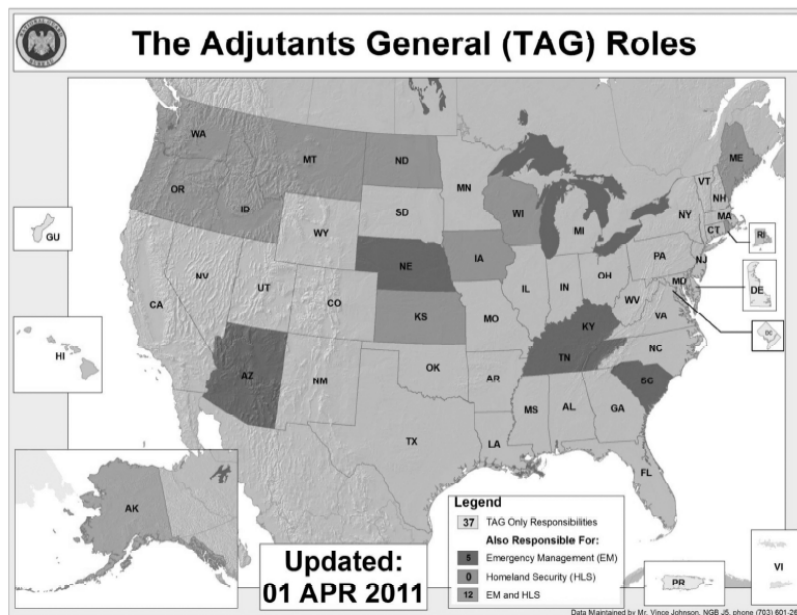 The Adjutants General (TAG) Roles
WA
MT
ND
MN
ME
VT
NH
OR
ID
SD
WI
NY
MA
CT
RI
GU
WY
MI
IA
PA
NJ
NE
NV
OH
MD
DE
UT
IL
IN
CA
CO
WV
VA
DC
KS
MO
KY
HI
NC
TN
AZ
NM
OK
AR
SC
MS
AL
GA
TX
LA
FL
AK
Legend
37 TAG Only Responsibilities
Also Responsible For:
5 Emergency Management (EM)
0 Homeland Security (HLS)
12 EM and HLS
Updated:
01 APR 2011
PR
VI
Data Maintained by Mr. Vince Johnson, NGB J5, phone (703) 601-26